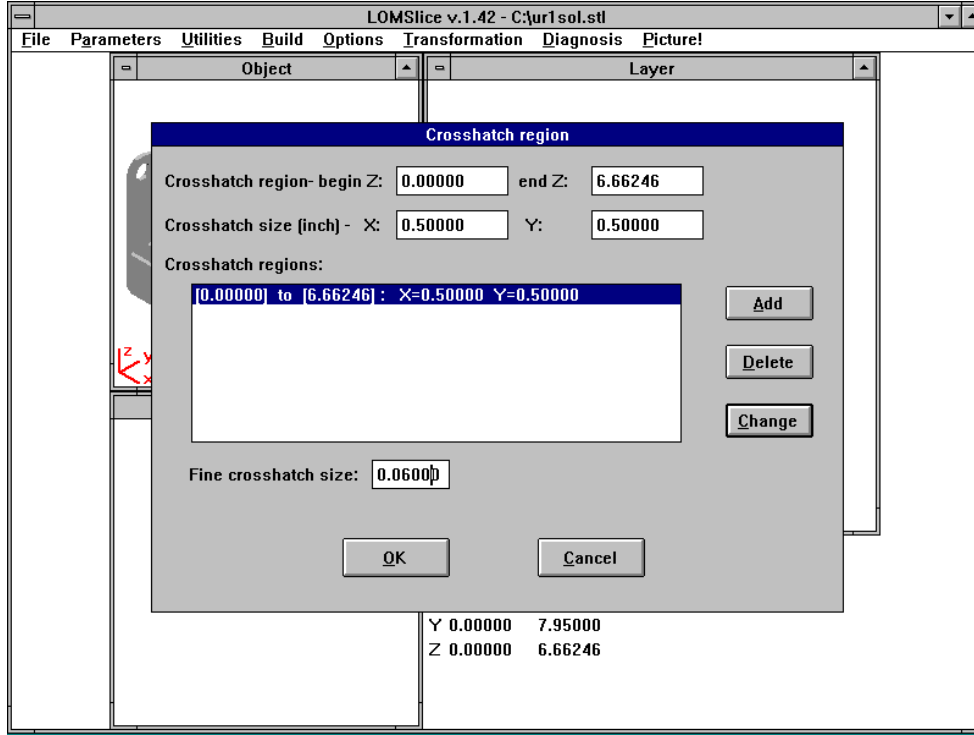 LOMSlice v.1.42 - C:\ur1sol.stl
File Parameters Utilities Build Options Transformation Diagnosis Picture!
Object Layer
Crosshatch region
Crosshatch region- begin Z: 0.00000 end Z: 6.66246
Crosshatch size (inch) - X: 0.50000 Y: 0.50000
Crosshatch regions:
[0.00000] to [6.66246] : X=0.50000 Y=0.50000
Add
Delete
Change
Fine crosshatch size: 0.06000
OK Cancel
Z Y
X
Y 0.00000 7.95000
Z 0.00000 6.66246